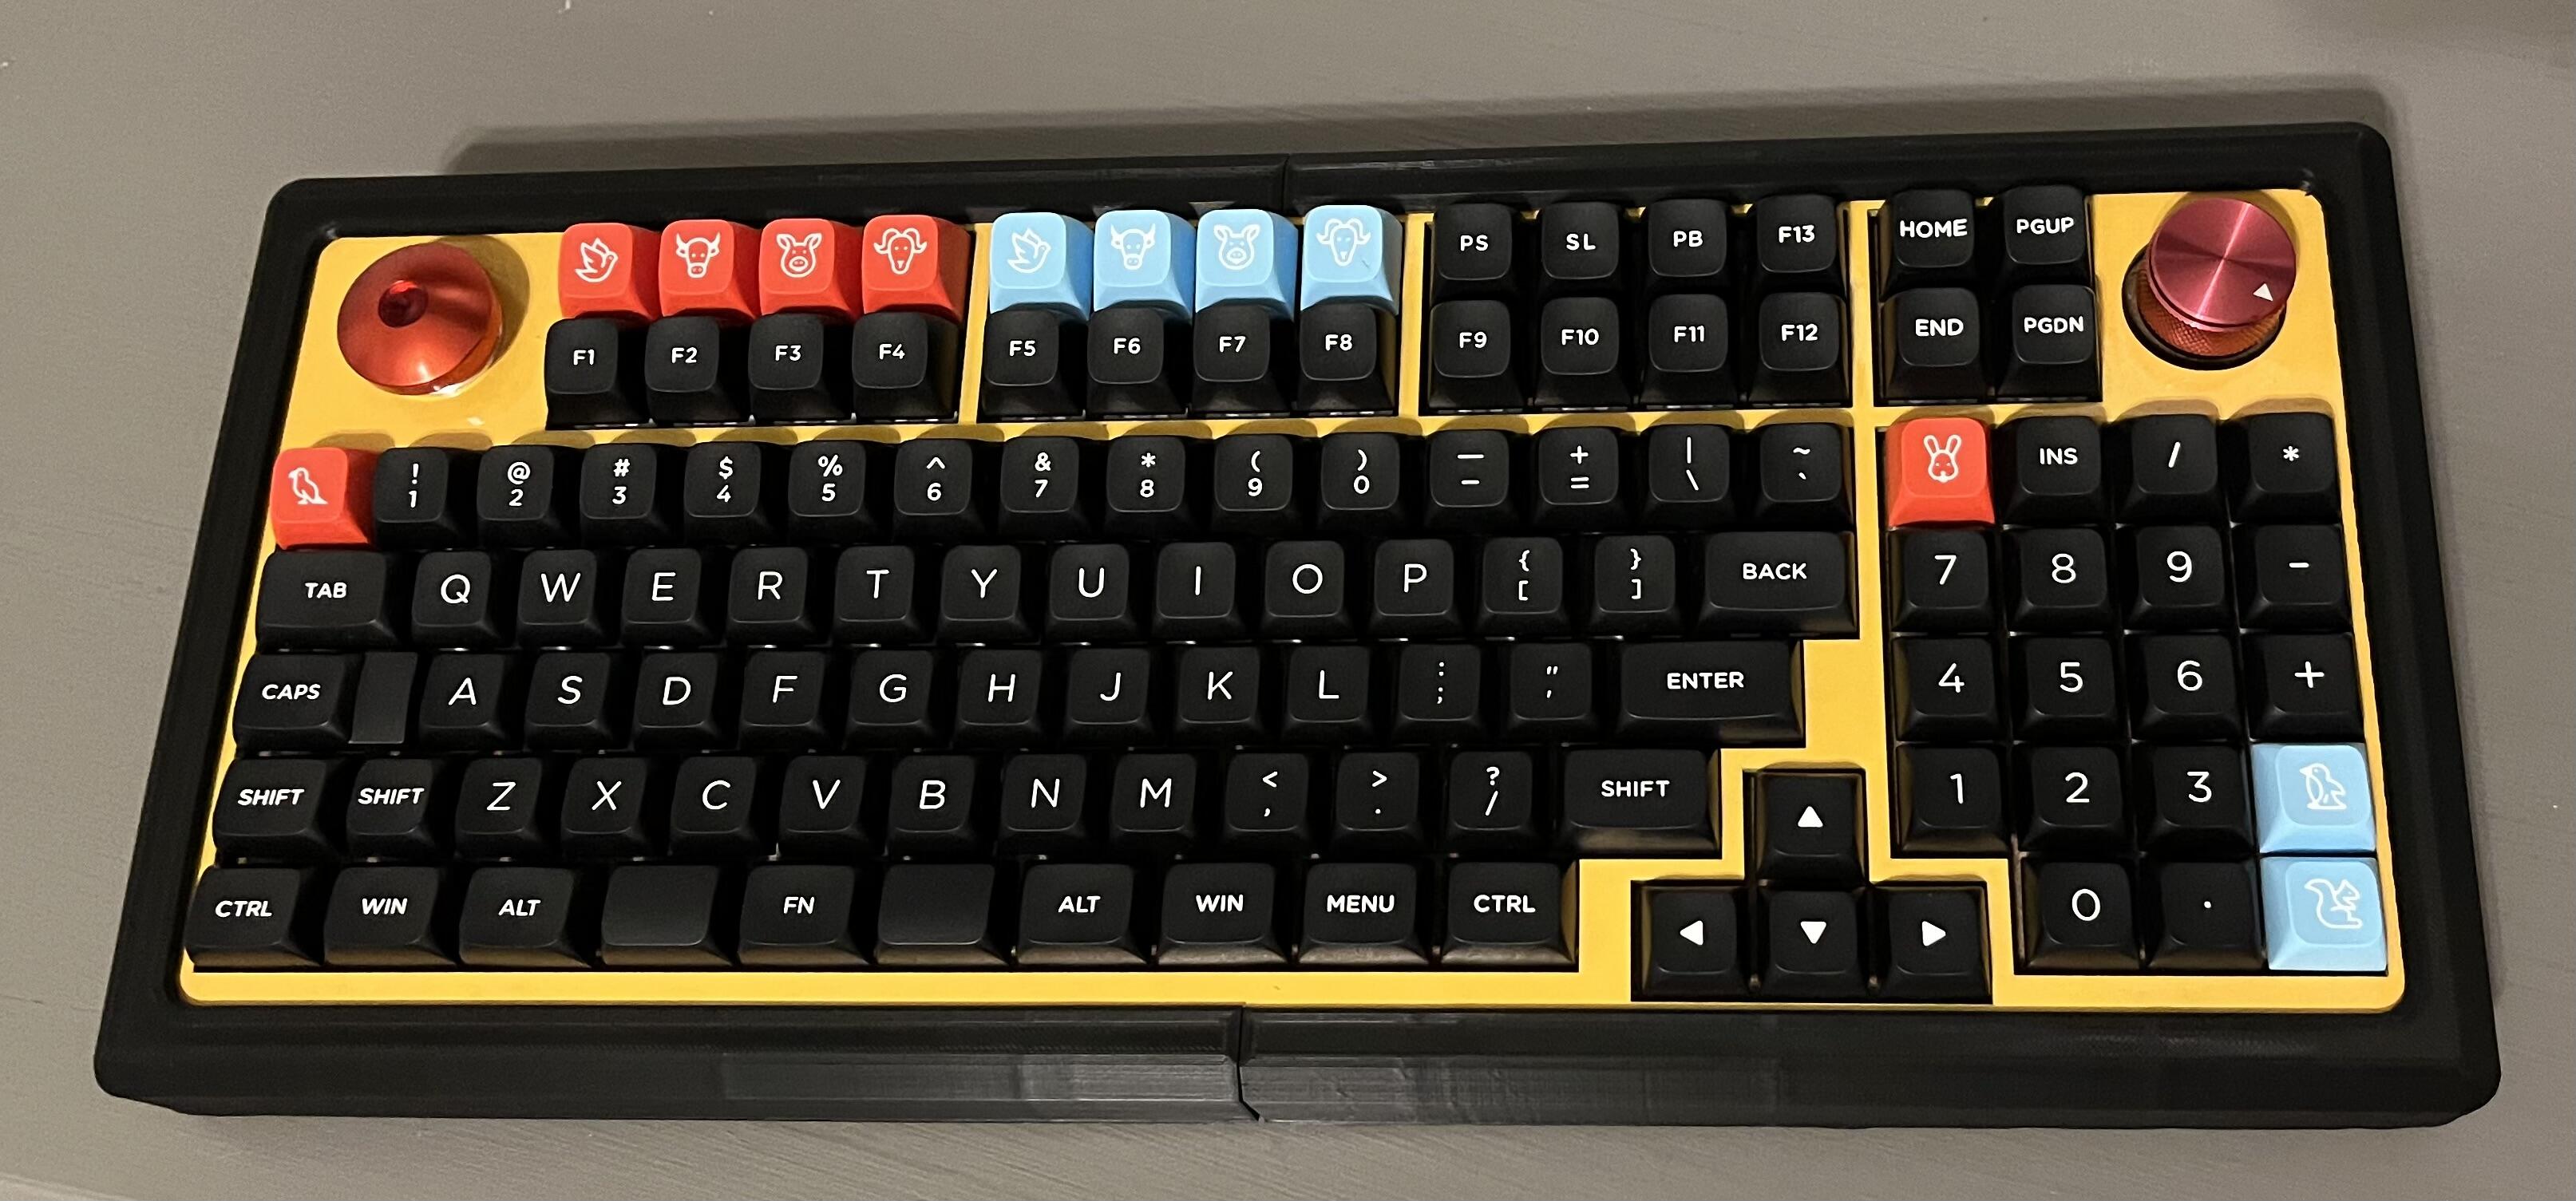 PS SL PB F13 HOME PGUP
F1 F2 F3 F4 F5 F6 F7 F8 F9 F10 F11 F12 END PGDN
! @ # $ % ^ & * ( ) — + | ~
1 2 3 4 5 6 7 8 9 0 - = \ ` INS / *
TAB Q W E R T Y U I O P { [ } ] BACK 7 8 9 -
CAPS A S D F G H J K L : ; " ' ENTER 4 5 6 +
SHIFT SHIFT Z X C V B N M < , > . ? / SHIFT ▲ 1 2 3
CTRL WIN ALT FN ALT WIN MENU CTRL ◀ ▼ ▶ 0 .